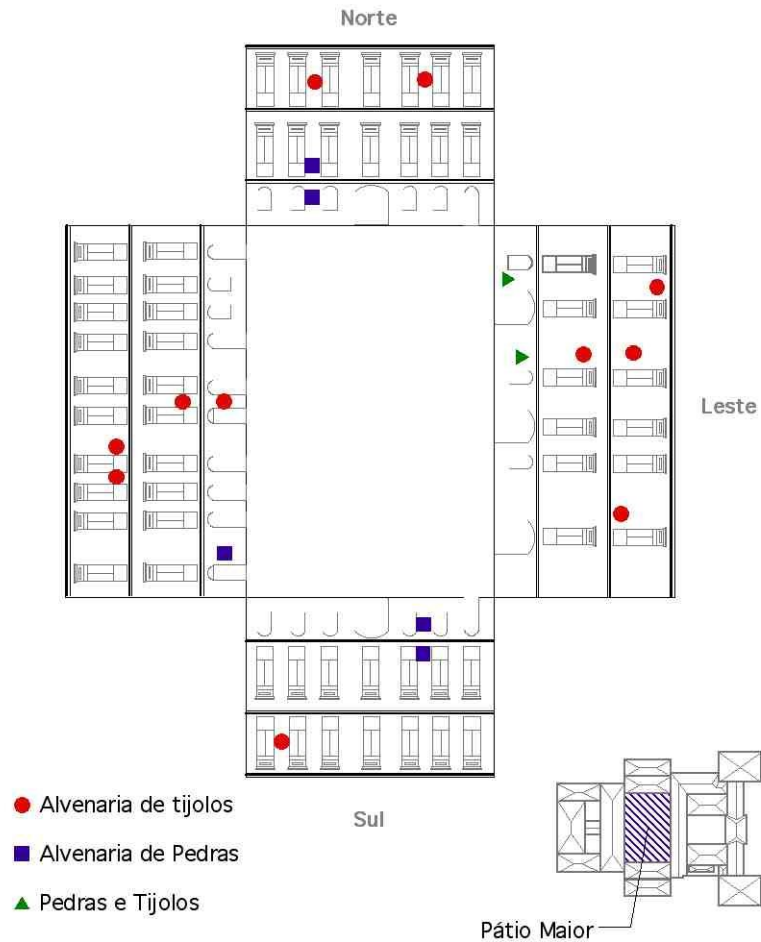 Norte
Leste
Sul
Alvenaria de tijolos
Alvenaria de Pedras
Pedras e Tijolos
Pátio Maior